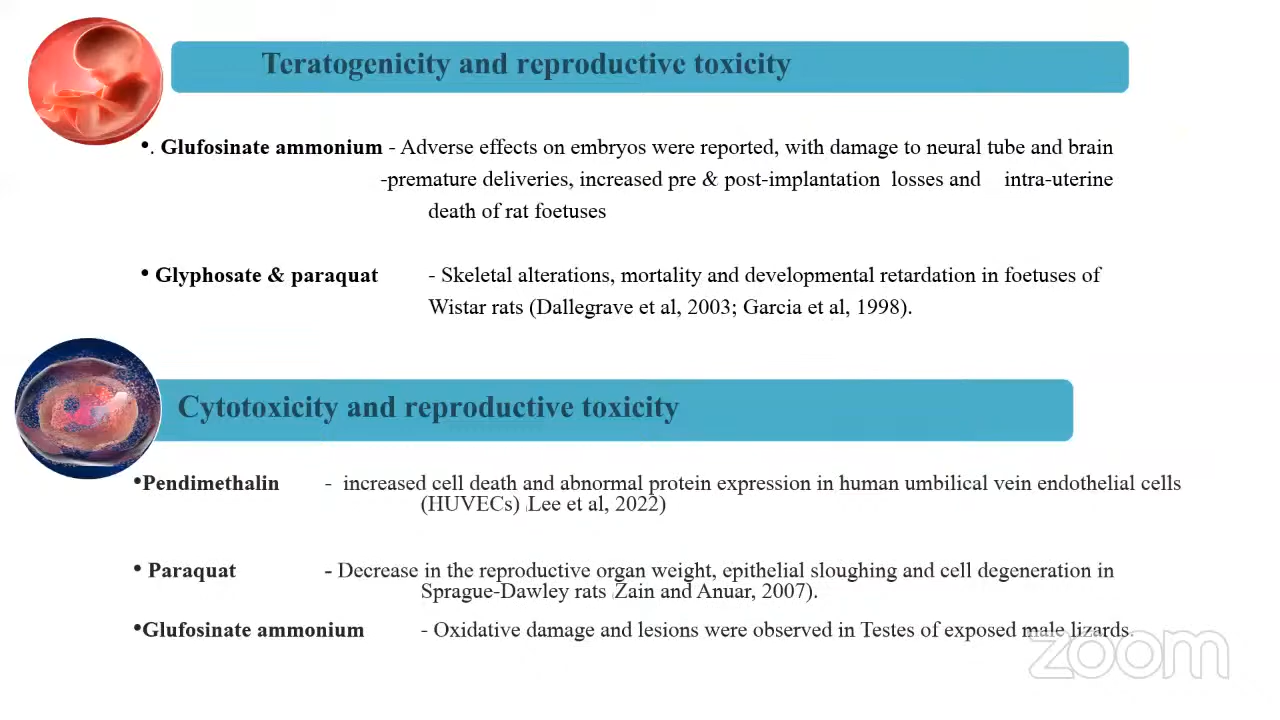 Teratogenicity and reproductive toxicity
•. Glufosinate ammonium - Adverse effects on embryos were reported, with damage to neural tube and brain
-premature deliveries, increased pre & post-implantation losses and intra-uterine
death of rat foetuses
• Glyphosate & paraquat - Skeletal alterations, mortality and developmental retardation in foetuses of
Wistar rats (Dallegrave et al, 2003; Garcia et al, 1998).
Cytotoxicity and reproductive toxicity
•Pendimethalin - increased cell death and abnormal protein expression in human umbilical vein endothelial cells
(HUVECs) (Lee et al, 2022)
• Paraquat - Decrease in the reproductive organ weight, epithelial sloughing and cell degeneration in
Sprague-Dawley rats (Zain and Anuar, 2007).
•Glufosinate ammonium - Oxidative damage and lesions were observed in Testes of exposed male lizards.
zoom